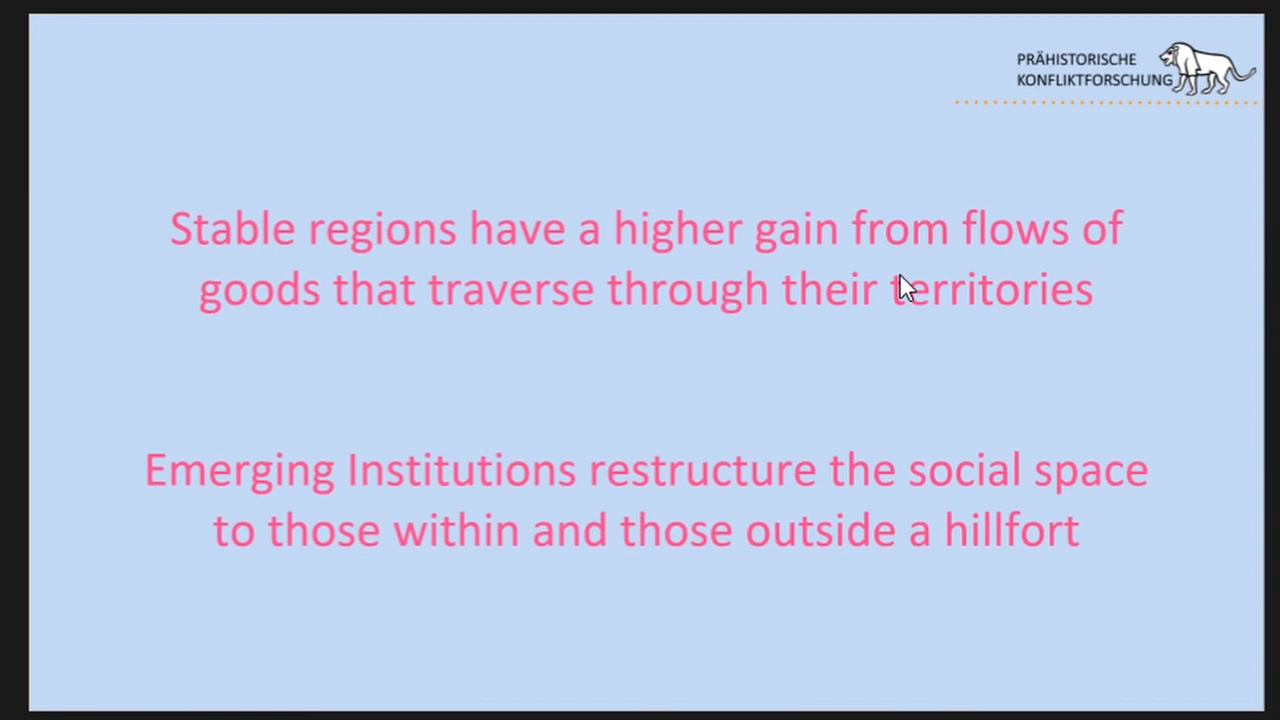 PRÄHISTORISCHE
KONFLIKTFORSCHUNG
Stable regions have a higher gain from flows of
goods that traverse through their territories
Emerging Institutions restructure the social space
to those within and those outside a hillfort